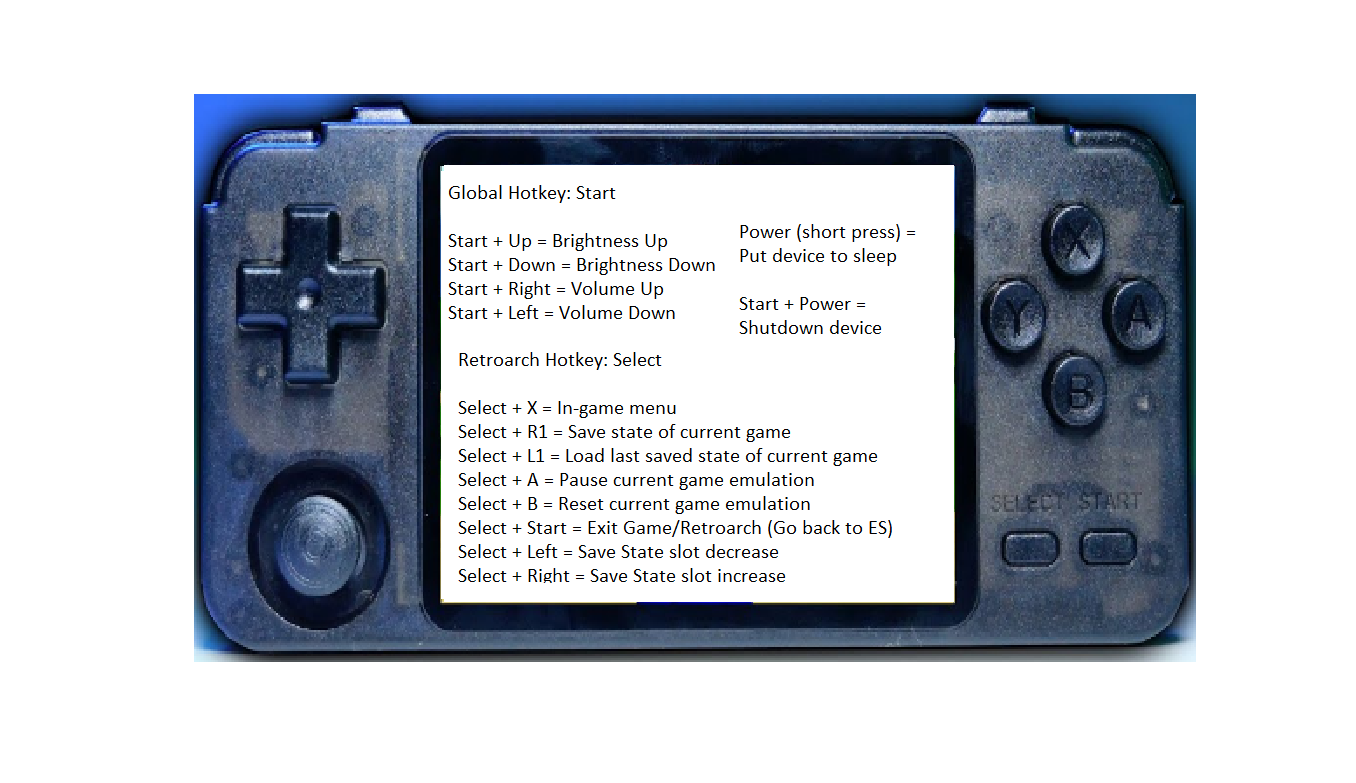 Global Hotkey: Start
Start + Up = Brightness Up
Start + Down = Brightness Down
Start + Right = Volume Up
Start + Left = Volume Down
Power (short press) =
Put device to sleep
Start + Power =
Shutdown device
Retroarch Hotkey: Select
Select + X = In-game menu
Select + R1 = Save state of current game
Select + L1 = Load last saved state of current game
Select + A = Pause current game emulation
Select + B = Reset current game emulation
Select + Start = Exit Game/Retroarch (Go back to ES)
Select + Left = Save State slot decrease
Select + Right = Save State slot increase
X
Y
A
B
SELECT START